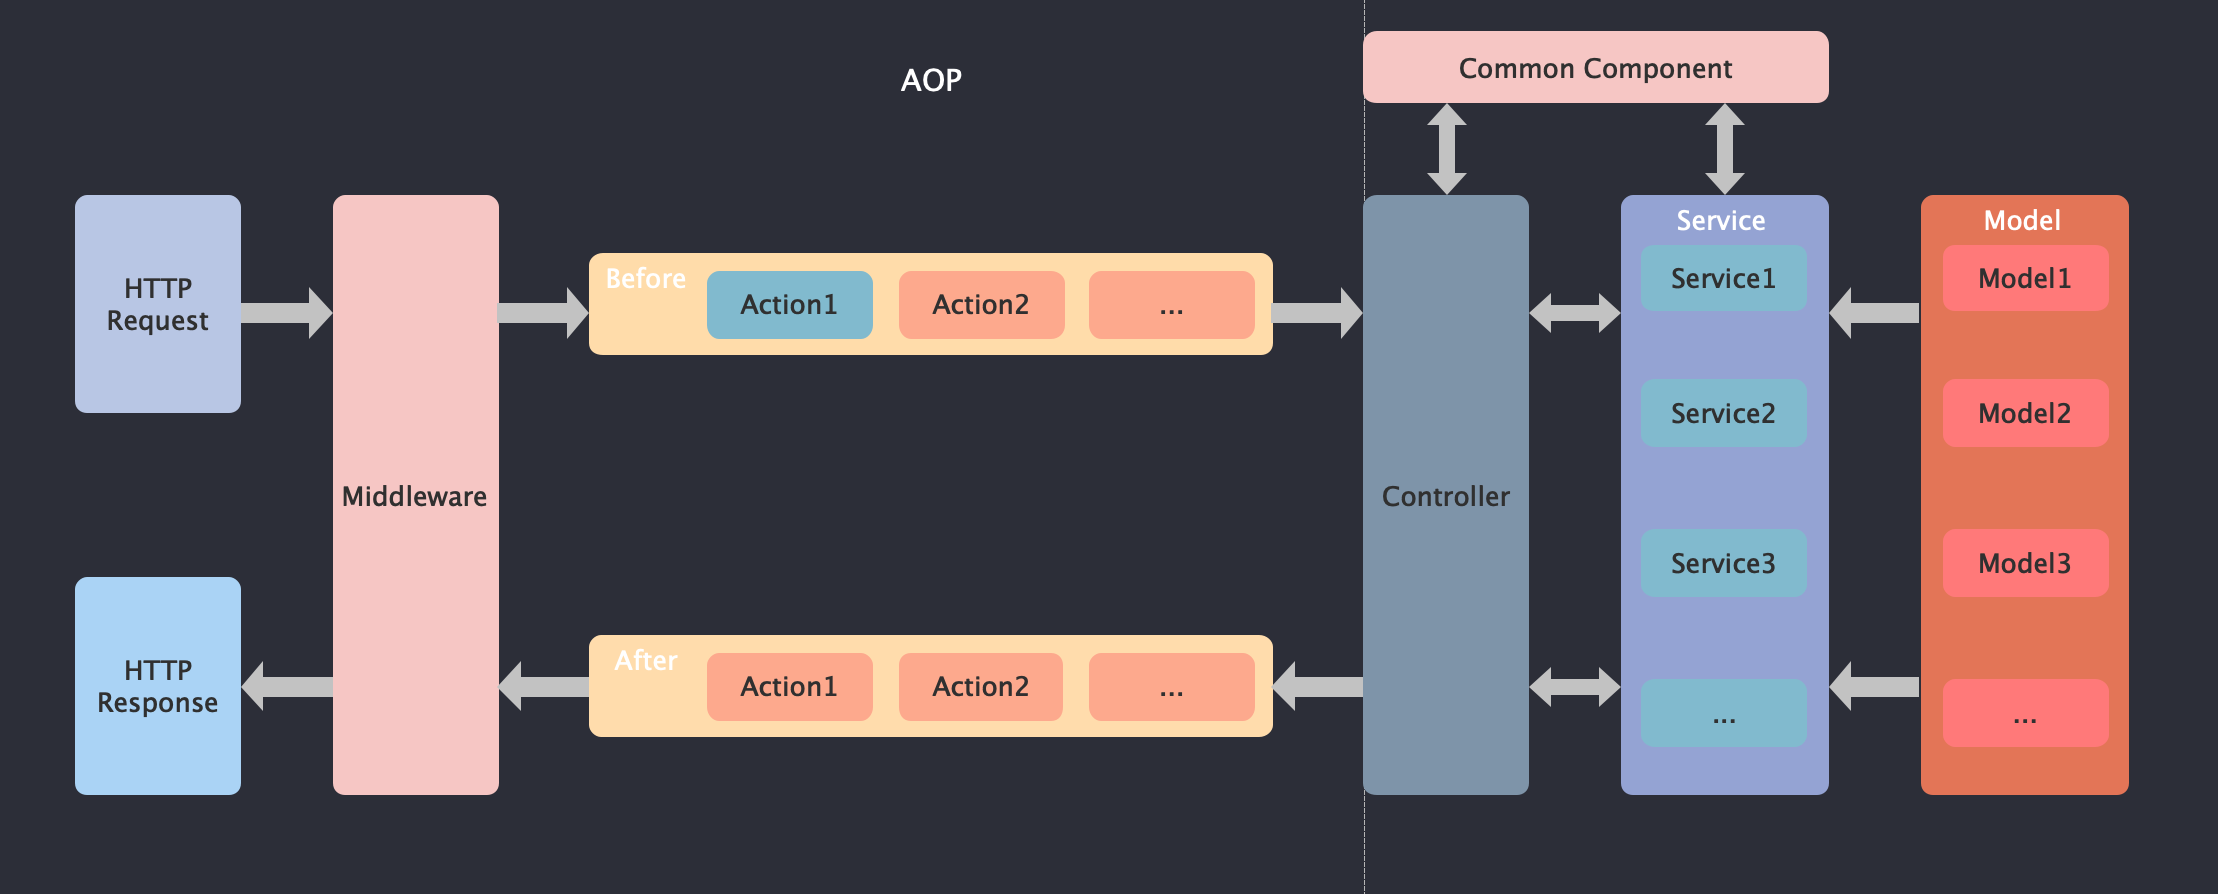 AOP
Common Component
HTTP
Request
Middleware
Before
Action1
Action2
...
Controller
Service
Service1
Service2
Service3
...
Model
Model1
Model2
Model3
...
HTTP
Response
After
Action1
Action2
...